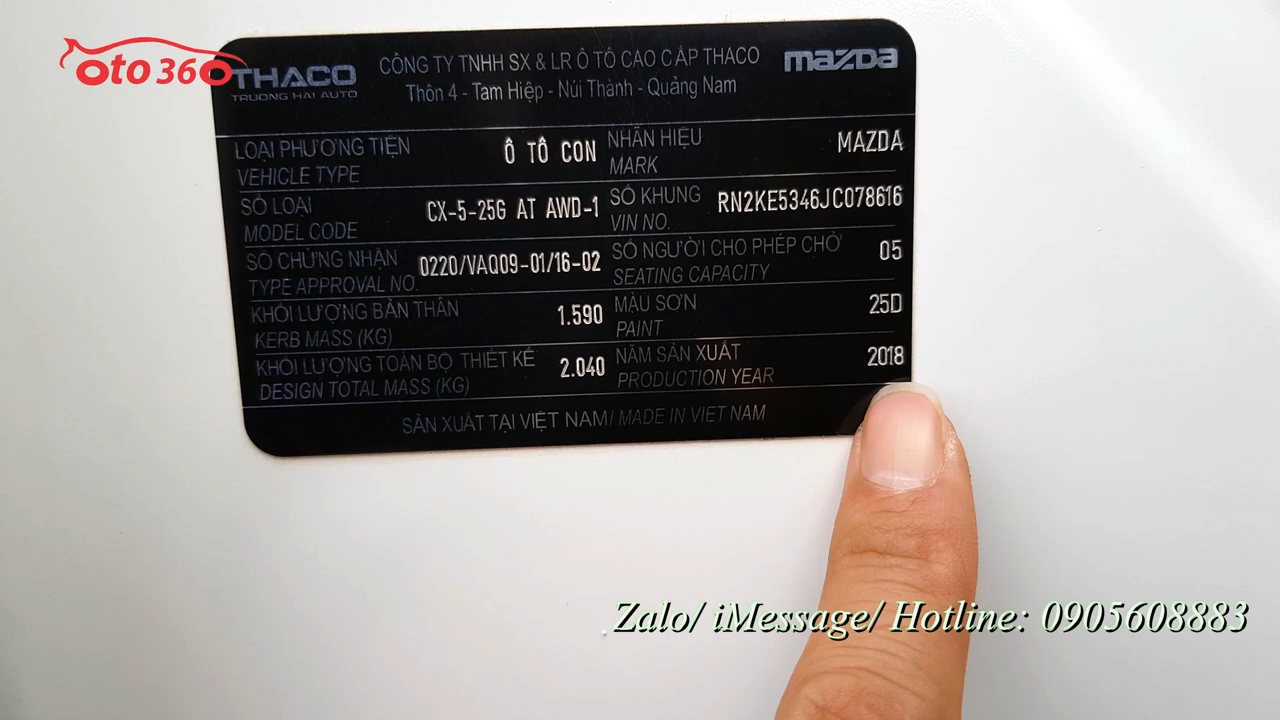 Oto 360
THACO
TRUONG HAI AUTO
CÔNG TY TNHH SX & LR Ô TÔ CAO CẤP THACO
Thôn 4 - Tam Hiệp - Núi Thành - Quảng Nam
mazda
LOẠI PHƯƠNG TIỆN
VEHICLE TYPE
Ô TÔ CON
NHÃN HIỆU
MARK
MAZDA
SỐ LOẠI
MODEL CODE
CX-5-25G AT AWD-1
SỐ KHUNG
VIN NO.
RN2KE5346JC078616
SỐ CHỨNG NHẬN
TYPE APPROVAL NO.
0220/VAQ09-01/16-02
SỐ NGƯỜI CHO PHÉP CHỞ
SEATING CAPACITY
05
KHỐI LƯỢNG BẢN THÂN
KERB MASS (KG)
1.590
MÀU SƠN
PAINT
25D
KHỐI LƯỢNG TOÀN BỘ THIẾT KẾ
DESIGN TOTAL MASS (KG)
2.040
NĂM SẢN XUẤT
PRODUCTION YEAR
2018
SẢN XUẤT TẠI VIỆT NAM/ MADE IN VIET NAM
Zalo/ iMessage/ Hotline: 0905608883